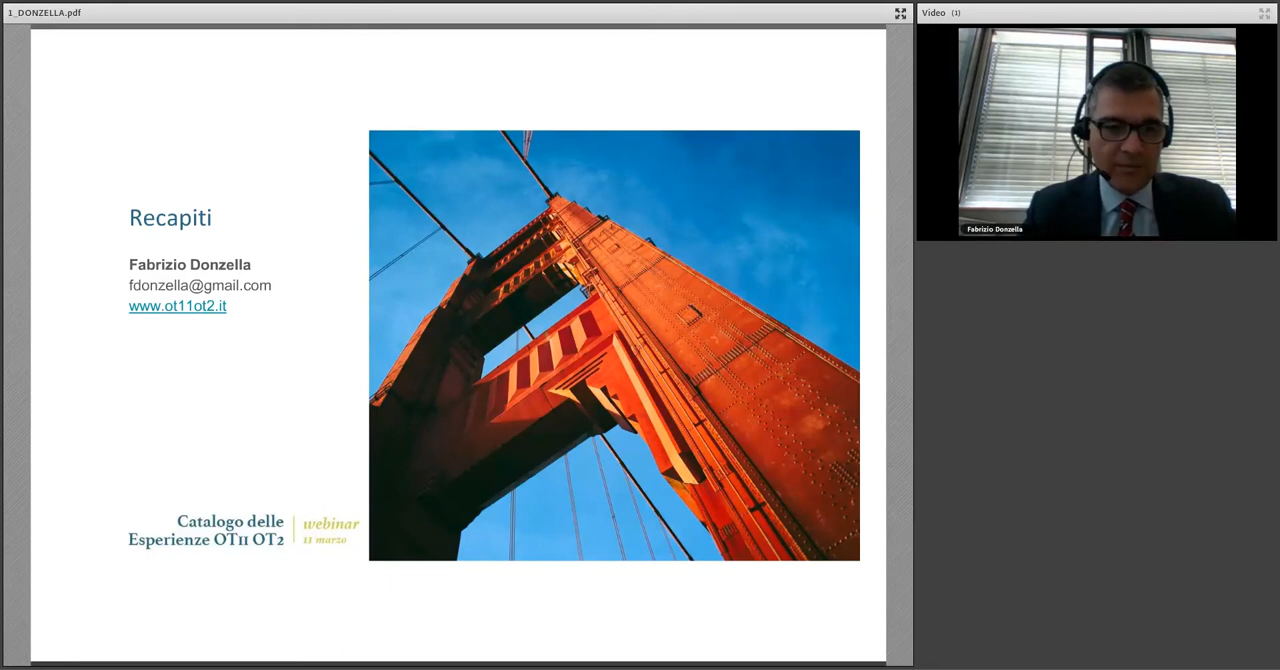 1_DONZELLA.pdf
Video (1)
Fabrizio Donzella
Recapiti
Fabrizio Donzella
fdonzella@gmail.com
www.ot11ot2.it
Catalogo delle
Esperienze OT11 OT2
webinar
11 marzo